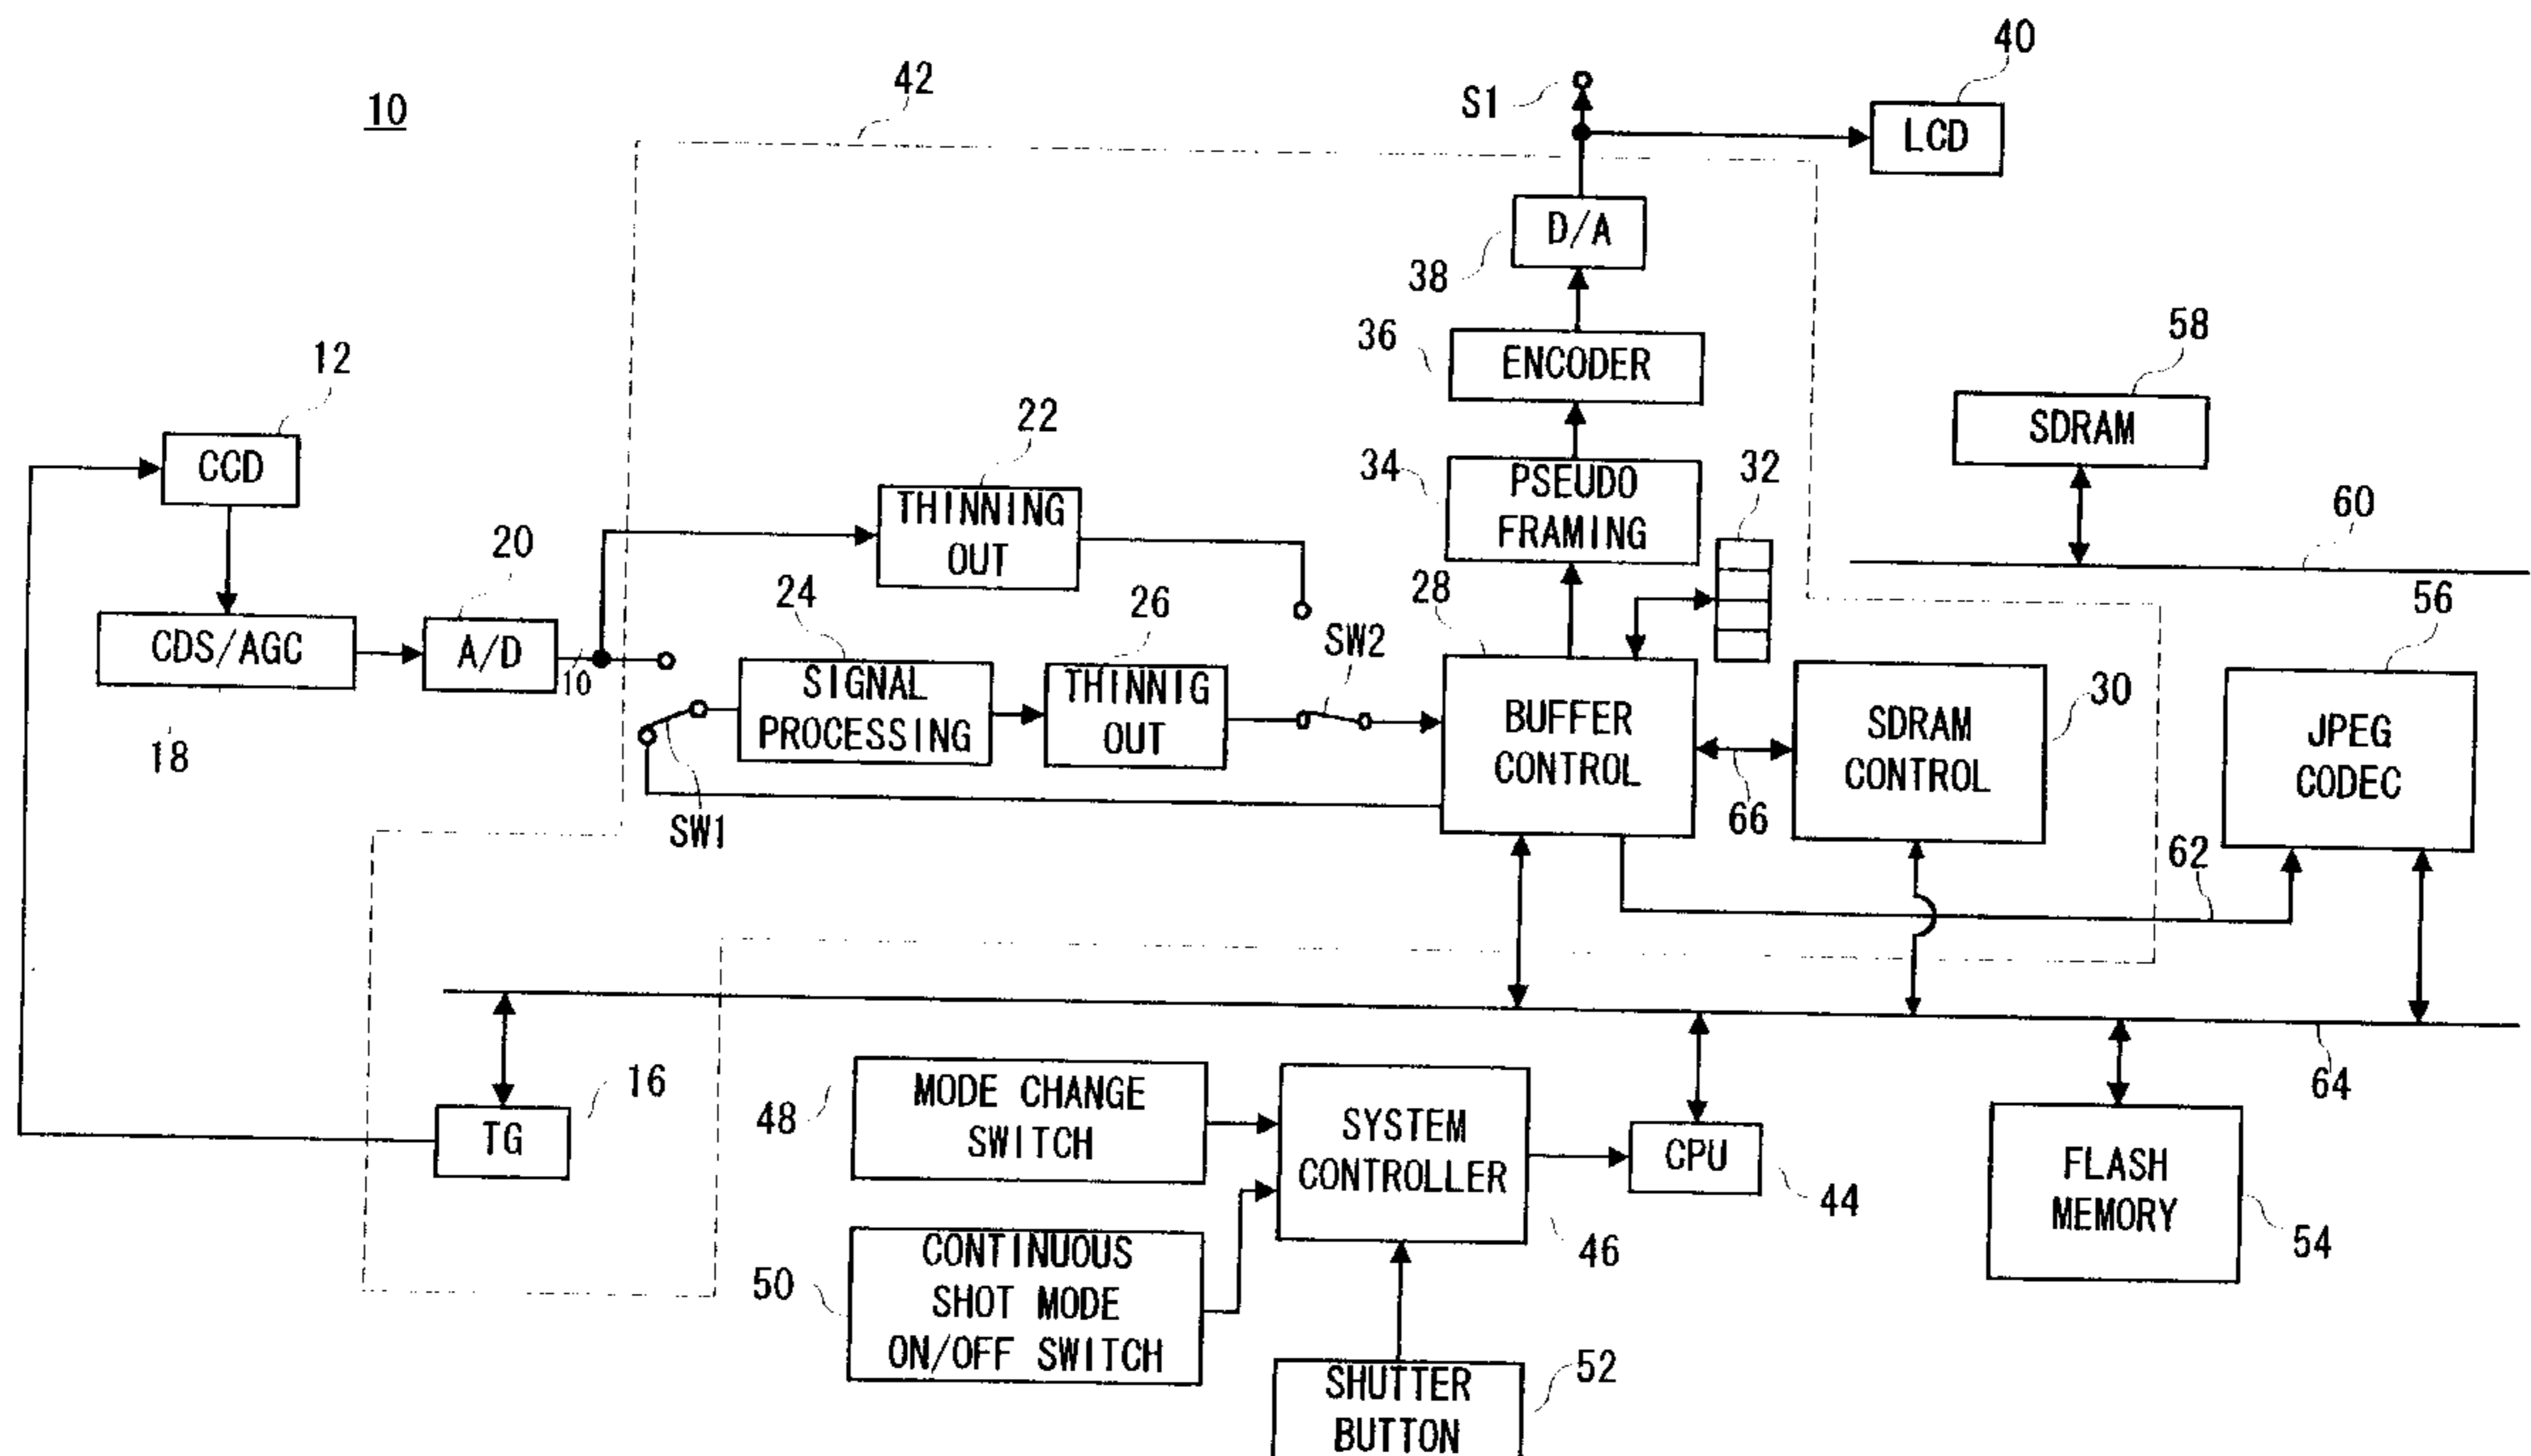 40
42
10
S1
LCD
D/A
38
58
36
ENCODER
12
SDRAM
22
CCD
34
PSEUDO
FRAMING
32
THINNING
OUT
60
20
24
26
28
56
SW2
CDS/AGC
A/D
10
SIGNAL
PROCESSING
THINNIG
OUT
BUFFER
CONTROL
SDRAM
CONTROL
30
JPEG
CODEC
18
66
SW1
62
16
64
48
MODE CHANGE
SWITCH
SYSTEM
CONTROLLER
CPU
TG
FLASH
MEMORY
44
46
54
50
CONTINUOUS
SHOT MODE
ON/OFF SWITCH
52
SHUTTER
BUTTON